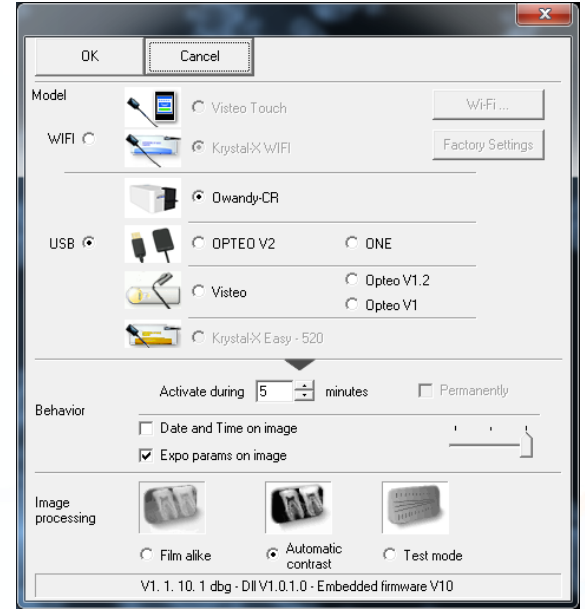 OK
Cancel
Model
Visteo Touch
Wi-Fi ...
WIFI
Krystal-X WIFI
Factory Settings
Owandy-CR
USB
OPTEO V2
ONE
Visteo
Opteo V1.2
Opteo V1
Krystal-X Easy - 520
Activate during 5 minutes
Permanently
Behavior
Date and Time on image
Expo params on image
Image
processing
Film alike
Automatic
contrast
Test mode
V1. 1. 10. 1 dbg - Dll V1.0.1.0 - Embedded firmware V10